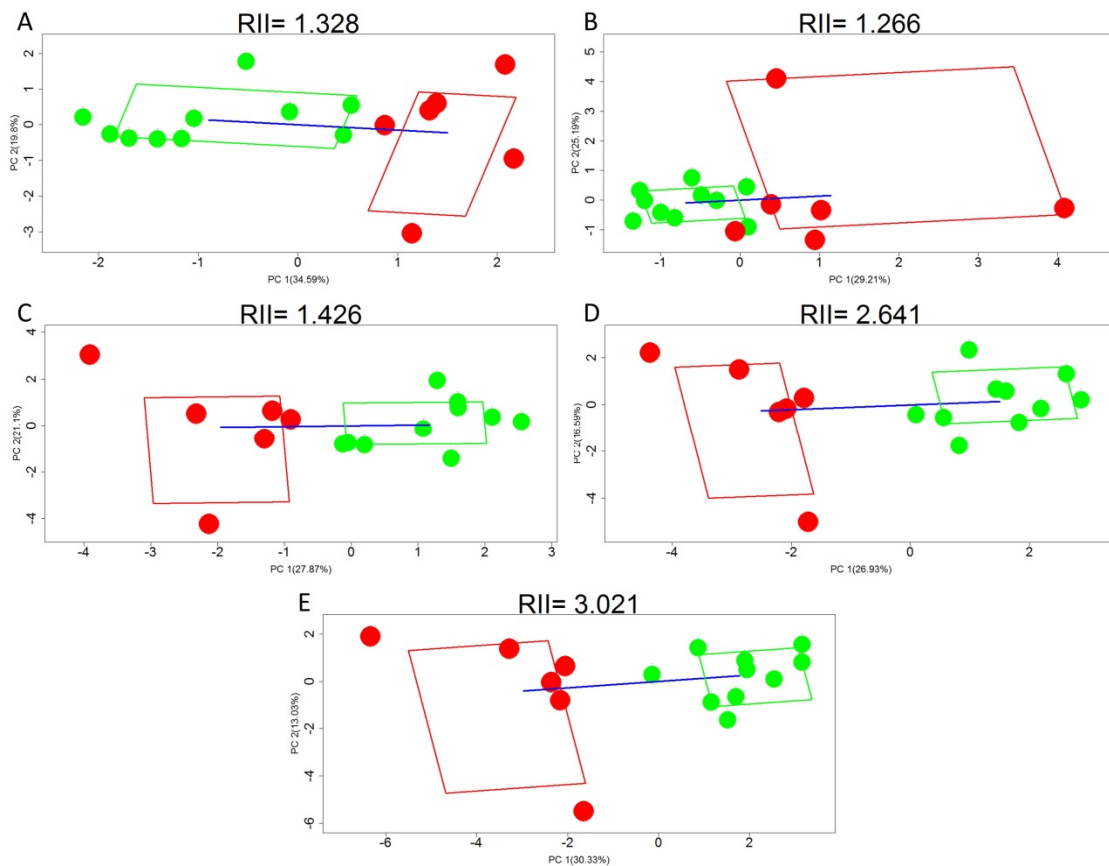 A
RII= 1.328
2
1
0
-1
-2
-3
PC 2(19.8%)
-2
-1
0
1
2
PC 1(34.59%)
B
RII= 1.266
5
4
3
2
1
0
-1
PC 2(25.19%)
-1
0
1
2
3
4
PC 1(29.21%)
C
RII= 1.426
4
2
0
-2
-4
PC 2(21.1%)
-4
-3
-2
-1
0
1
2
3
PC 1(27.87%)
D
RII= 2.641
2
0
-2
-4
PC 2(16.59%)
-4
-2
0
2
PC 1(26.93%)
E
RII= 3.021
2
0
-2
-4
-6
PC 2(13.03%)
-6
-4
-2
0
2
PC 1(30.33%)